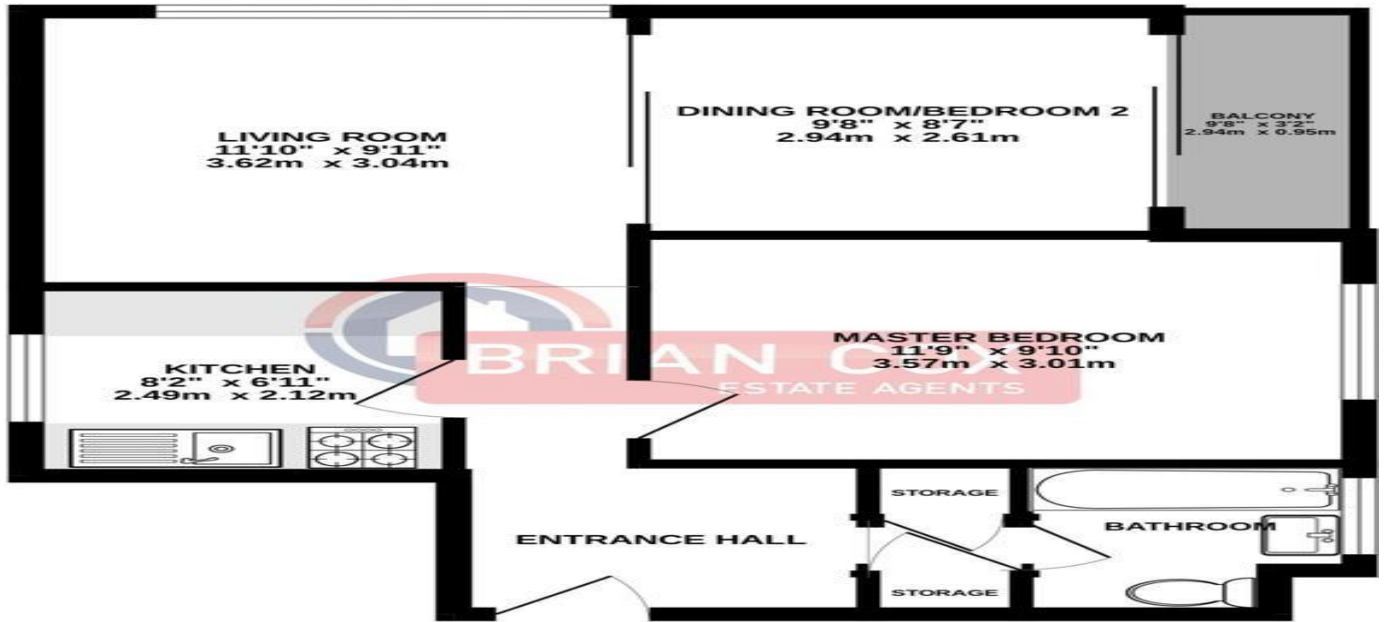 LIVING ROOM
11'10" x 9'11"
3.62m x 3.04m
DINING ROOM/BEDROOM 2
9'8" x 8'7"
2.94m x 2.61m
BALCONY
9'8" x 3'2"
2.94m x 0.95m
KITCHEN
8'2" x 6'11"
2.49m x 2.12m
MASTER BEDROOM
11'9" x 9'10"
3.57m x 3.01m
BRIAN COX
ESTATE AGENTS
STORAGE
BATHROOM
ENTRANCE HALL
STORAGE